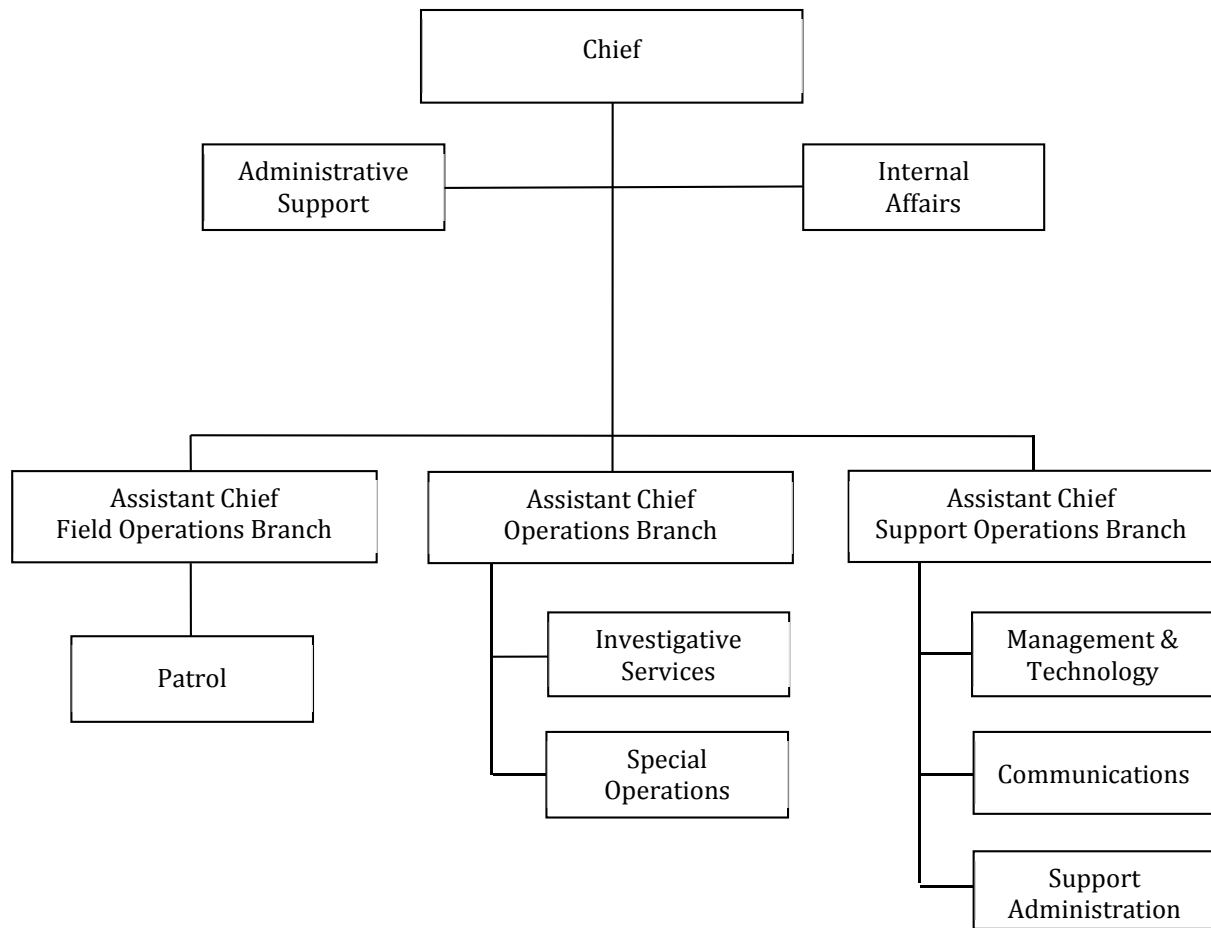 Chief
Administrative
Support
Internal
Affairs
Assistant Chief
Field Operations Branch
Assistant Chief
Operations Branch
Assistant Chief
Support Operations Branch
Patrol
Investigative
Services
Special
Operations
Management &
Technology
Communications
Support
Administration